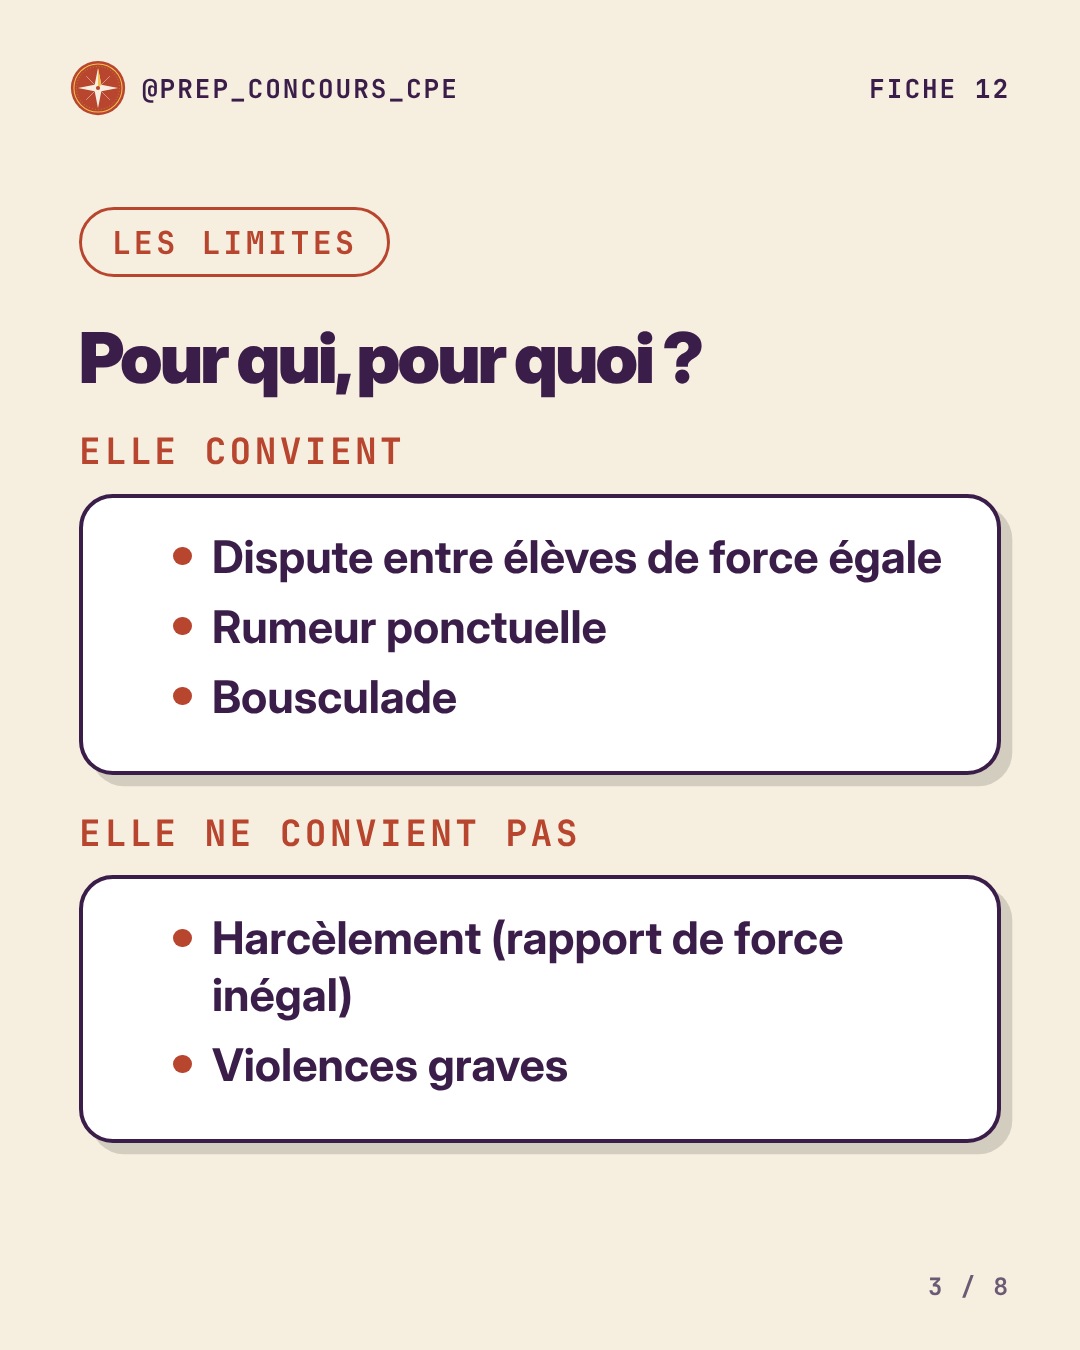 @PREP_CONCOURS_CPE
FICHE 12
LES LIMITES
Pour qui, pour quoi ?
ELLE CONVIENT
• Dispute entre élèves de force égale
• Rumeur ponctuelle
• Bousculade
ELLE NE CONVIENT PAS
• Harcèlement (rapport de force
inégal)
• Violences graves
3 / 8